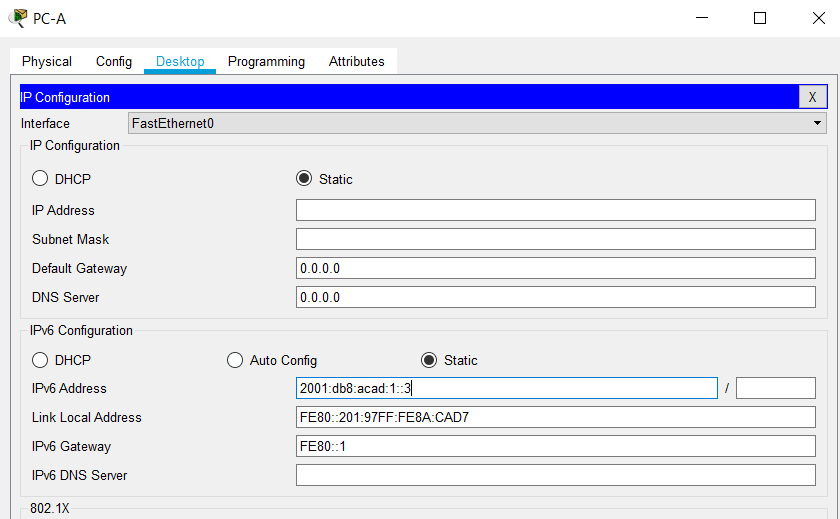 PC-A
Physical Config Desktop Programming Attributes
IP Configuration X
Interface FastEthernet0
IP Configuration
DHCP Static
IP Address
Subnet Mask
Default Gateway 0.0.0.0
DNS Server 0.0.0.0
IPv6 Configuration
DHCP Auto Config Static
IPv6 Address 2001:db8:acad:1::3 /
Link Local Address FE80::201:97FF:FE8A:CAD7
IPv6 Gateway FE80::1
IPv6 DNS Server
802.1X